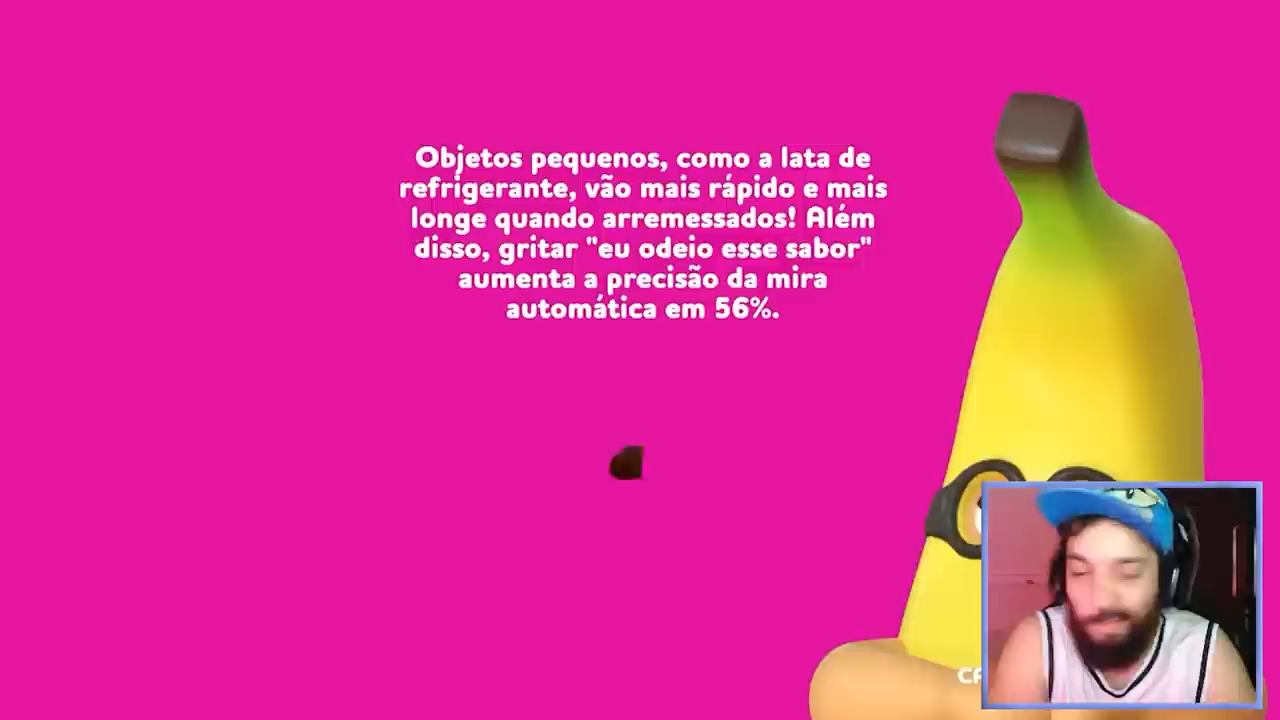 Objetos pequenos, como a lata de
refrigerante, vão mais rápido e mais
longe quando arremessados! Além
disso, gritar "eu odeio esse sabor"
aumenta a precisão da mira
automática em 56%.